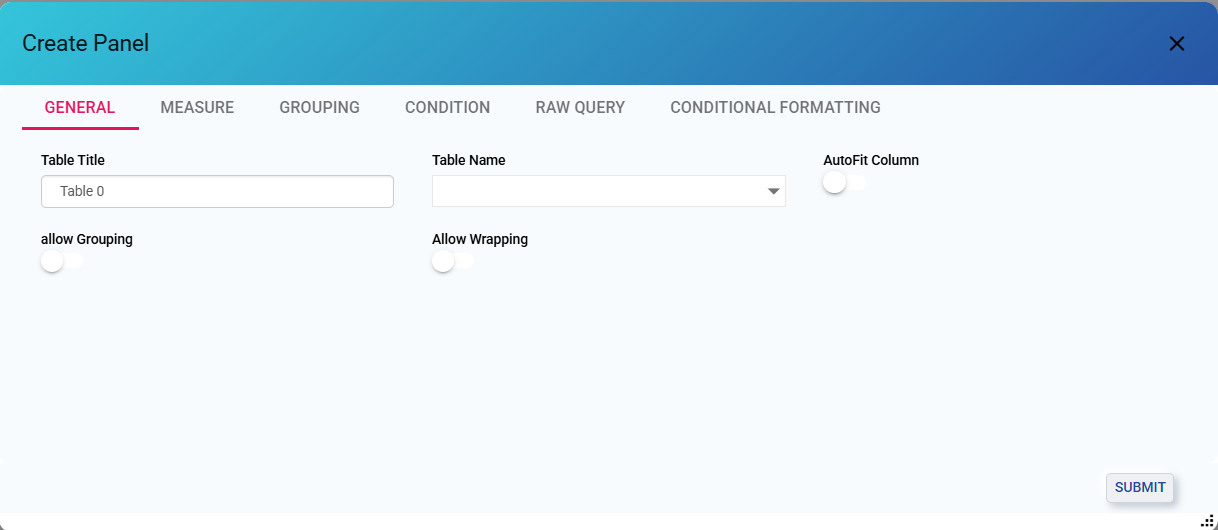 Create Panel
GENERAL MEASURE GROUPING CONDITION RAW QUERY CONDITIONAL FORMATTING
Table Title Table Name AutoFit Column
Table 0
allow Grouping Allow Wrapping
SUBMIT